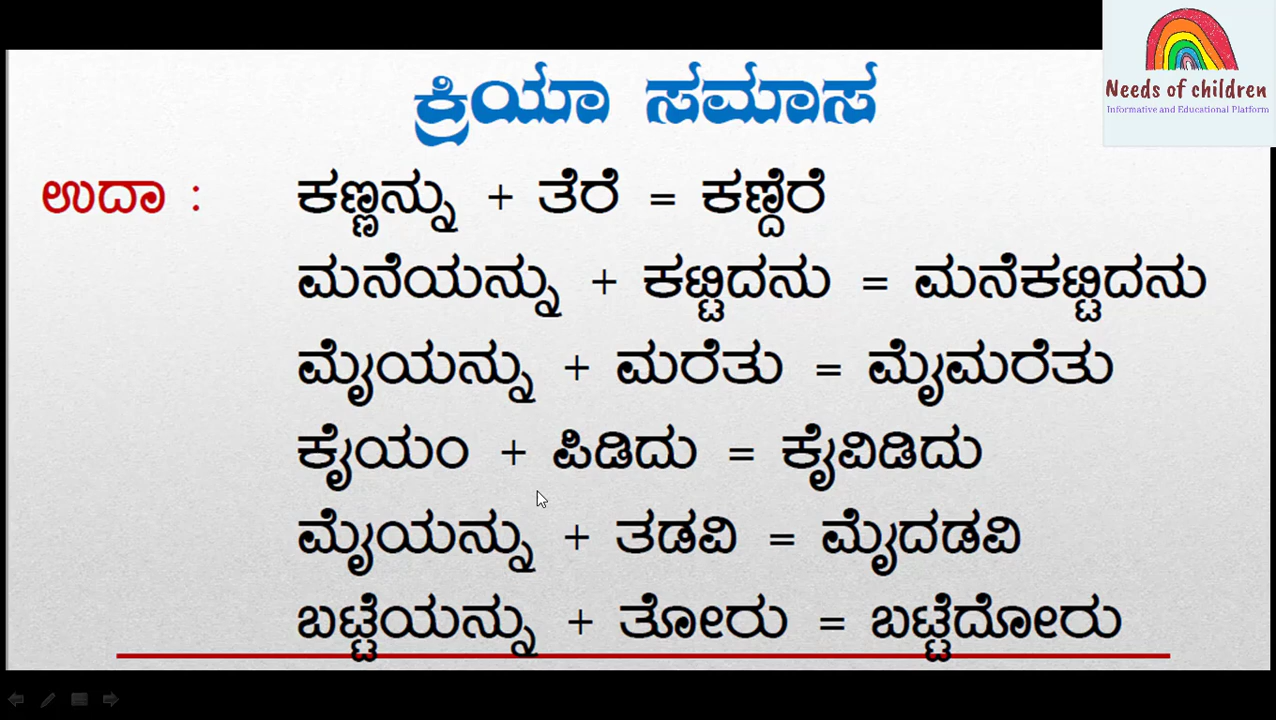 Needs of children
Informative and Educational Platform
ಕ್ರಿಯಾ ಸಮಾಸ
ಉದಾ : ಕಣ್ಣನ್ನು + ತೆರೆ = ಕಣ್ದೆರೆ
ಮನೆಯನ್ನು + ಕಟ್ಟಿದನು = ಮನೆಕಟ್ಟಿದನು
ಮೈಯನ್ನು + ಮರೆತು = ಮೈಮರೆತು
ಕೈಯಂ + ಪಿಡಿದು = ಕೈವಿಡಿದು
ಮೈಯನ್ನು + ತಡವಿ = ಮೈದಡವಿ
ಬಟ್ಟೆಯನ್ನು + ತೋರು = ಬಟ್ಟೆದೋರು